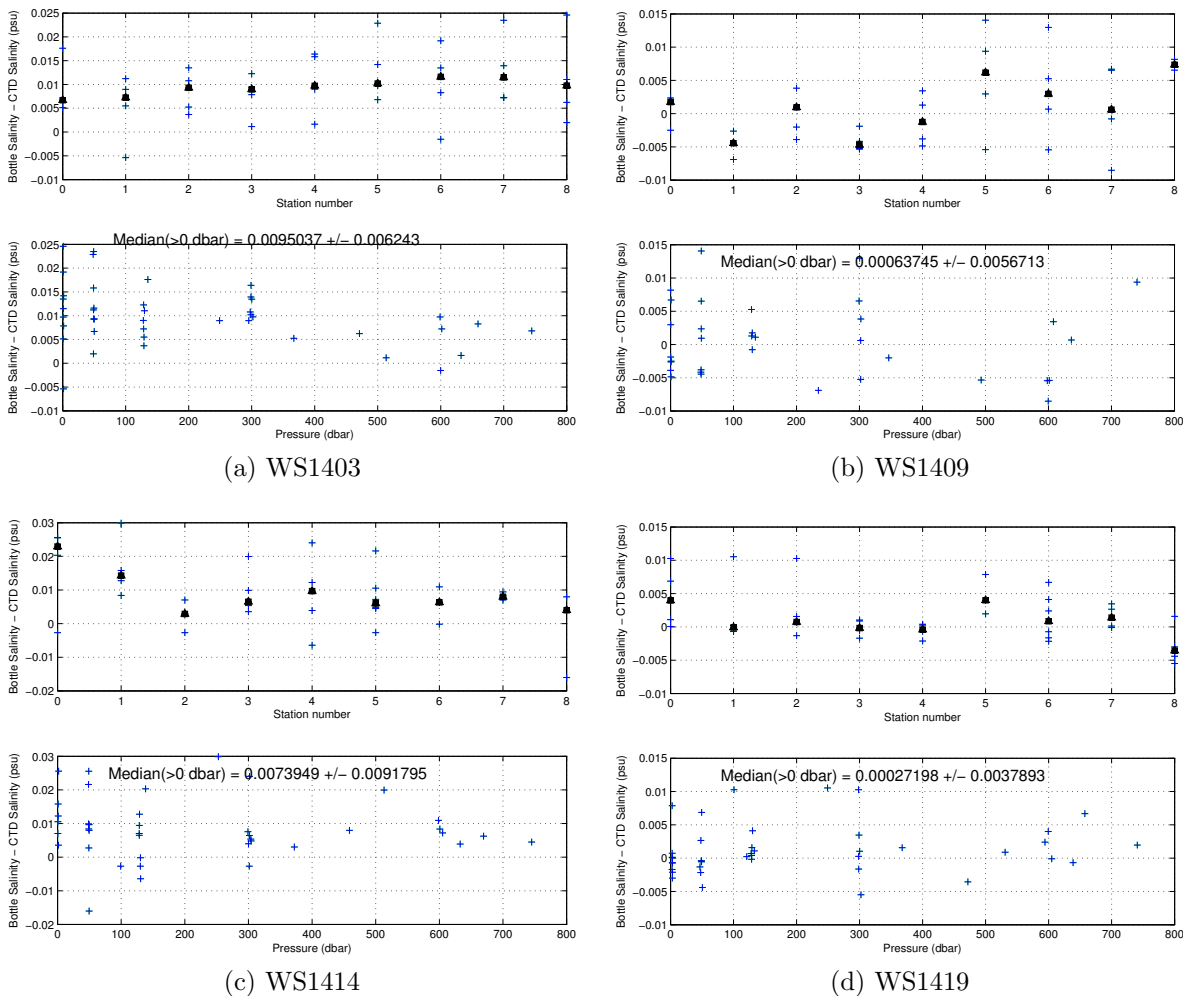 Bottle Salinity − CTD Salinity (psu)
0.025
0.02
0.015
0.01
0.005
0
−0.005
−0.01
0 1 2 3 4 5 6 7 8
Station number
Bottle Salinity − CTD Salinity (psu)
Median(>0 dbar) = 0.0095037 +/− 0.006243
0.025
0.02
0.015
0.01
0.005
0
−0.005
−0.01
0 100 200 300 400 500 600 700 800
Pressure (dbar)
(a) WS1403
Bottle Salinity − CTD Salinity (psu)
0.015
0.01
0.005
0
−0.005
−0.01
0 1 2 3 4 5 6 7 8
Station number
Bottle Salinity − CTD Salinity (psu)
0.015
Median(>0 dbar) = 0.00063745 +/− 0.0056713
0.01
0.005
0
−0.005
−0.01
0 100 200 300 400 500 600 700 800
Pressure (dbar)
(b) WS1409
Bottle Salinity − CTD Salinity (psu)
0.03
0.02
0.01
0
−0.01
−0.02
0 1 2 3 4 5 6 7 8
Station number
Bottle Salinity − CTD Salinity (psu)
0.03
Median(>0 dbar) = 0.0073949 +/− 0.0091795
0.02
0.01
0
−0.01
−0.02
0 100 200 300 400 500 600 700 800
Pressure (dbar)
(c) WS1414
Bottle Salinity − CTD Salinity (psu)
0.015
0.01
0.005
0
−0.005
−0.01
0 1 2 3 4 5 6 7 8
Station number
Bottle Salinity − CTD Salinity (psu)
0.015
Median(>0 dbar) = 0.00027198 +/− 0.0037893
0.01
0.005
0
−0.005
−0.01
0 100 200 300 400 500 600 700 800
Pressure (dbar)
(d) WS1419